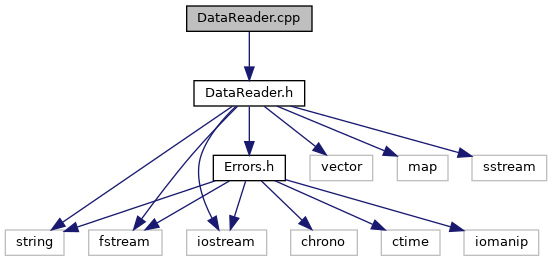 DataReader.cpp
DataReader.h
Errors.h
vector
map
sstream
string
fstream
iostream
chrono
ctime
iomanip